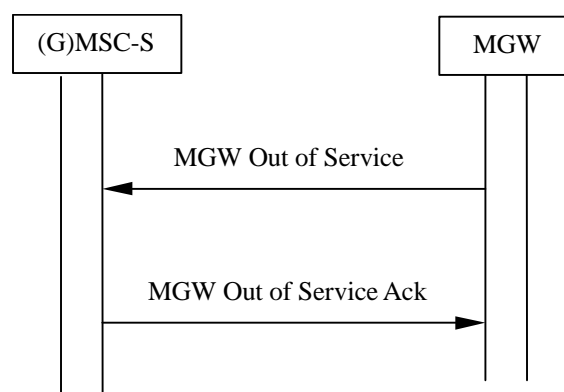 (G)MSC-S
MGW
MGW Out of Service
MGW Out of Service Ack